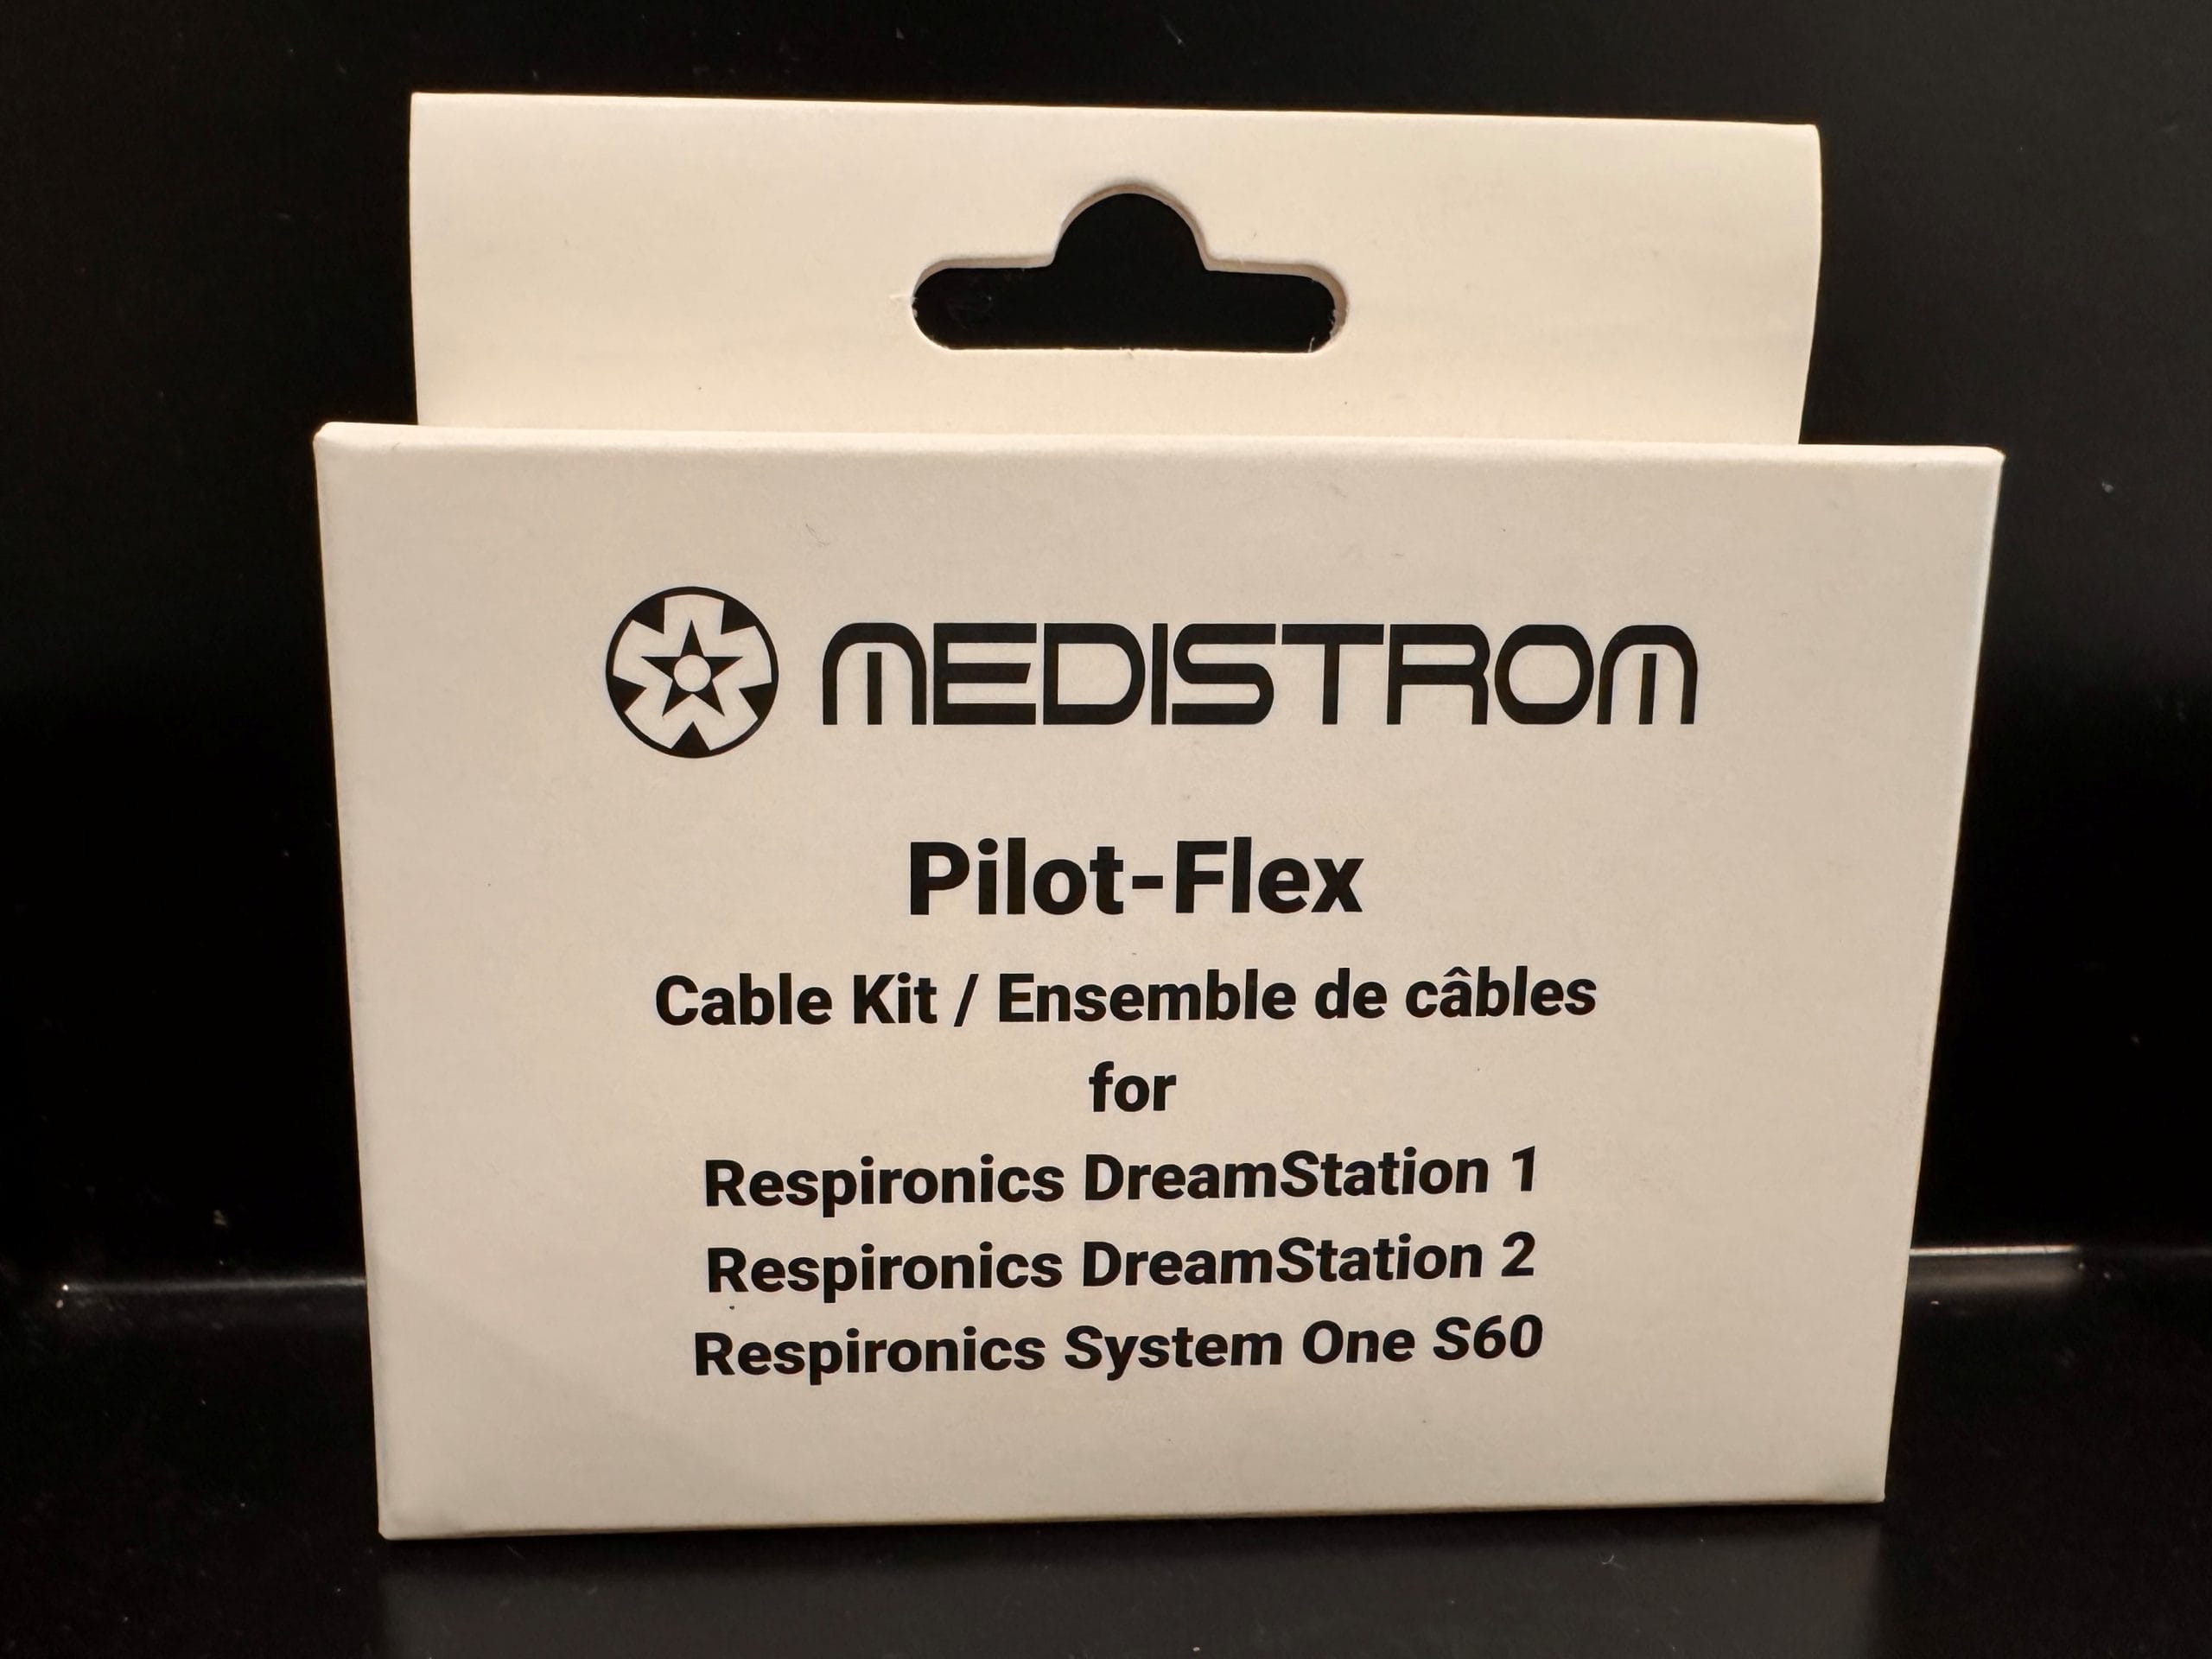 MEDISTROM
Pilot-Flex
Cable Kit / Ensemble de câbles
for
Respironics DreamStation 1
Respironics DreamStation 2
Respironics System One S60